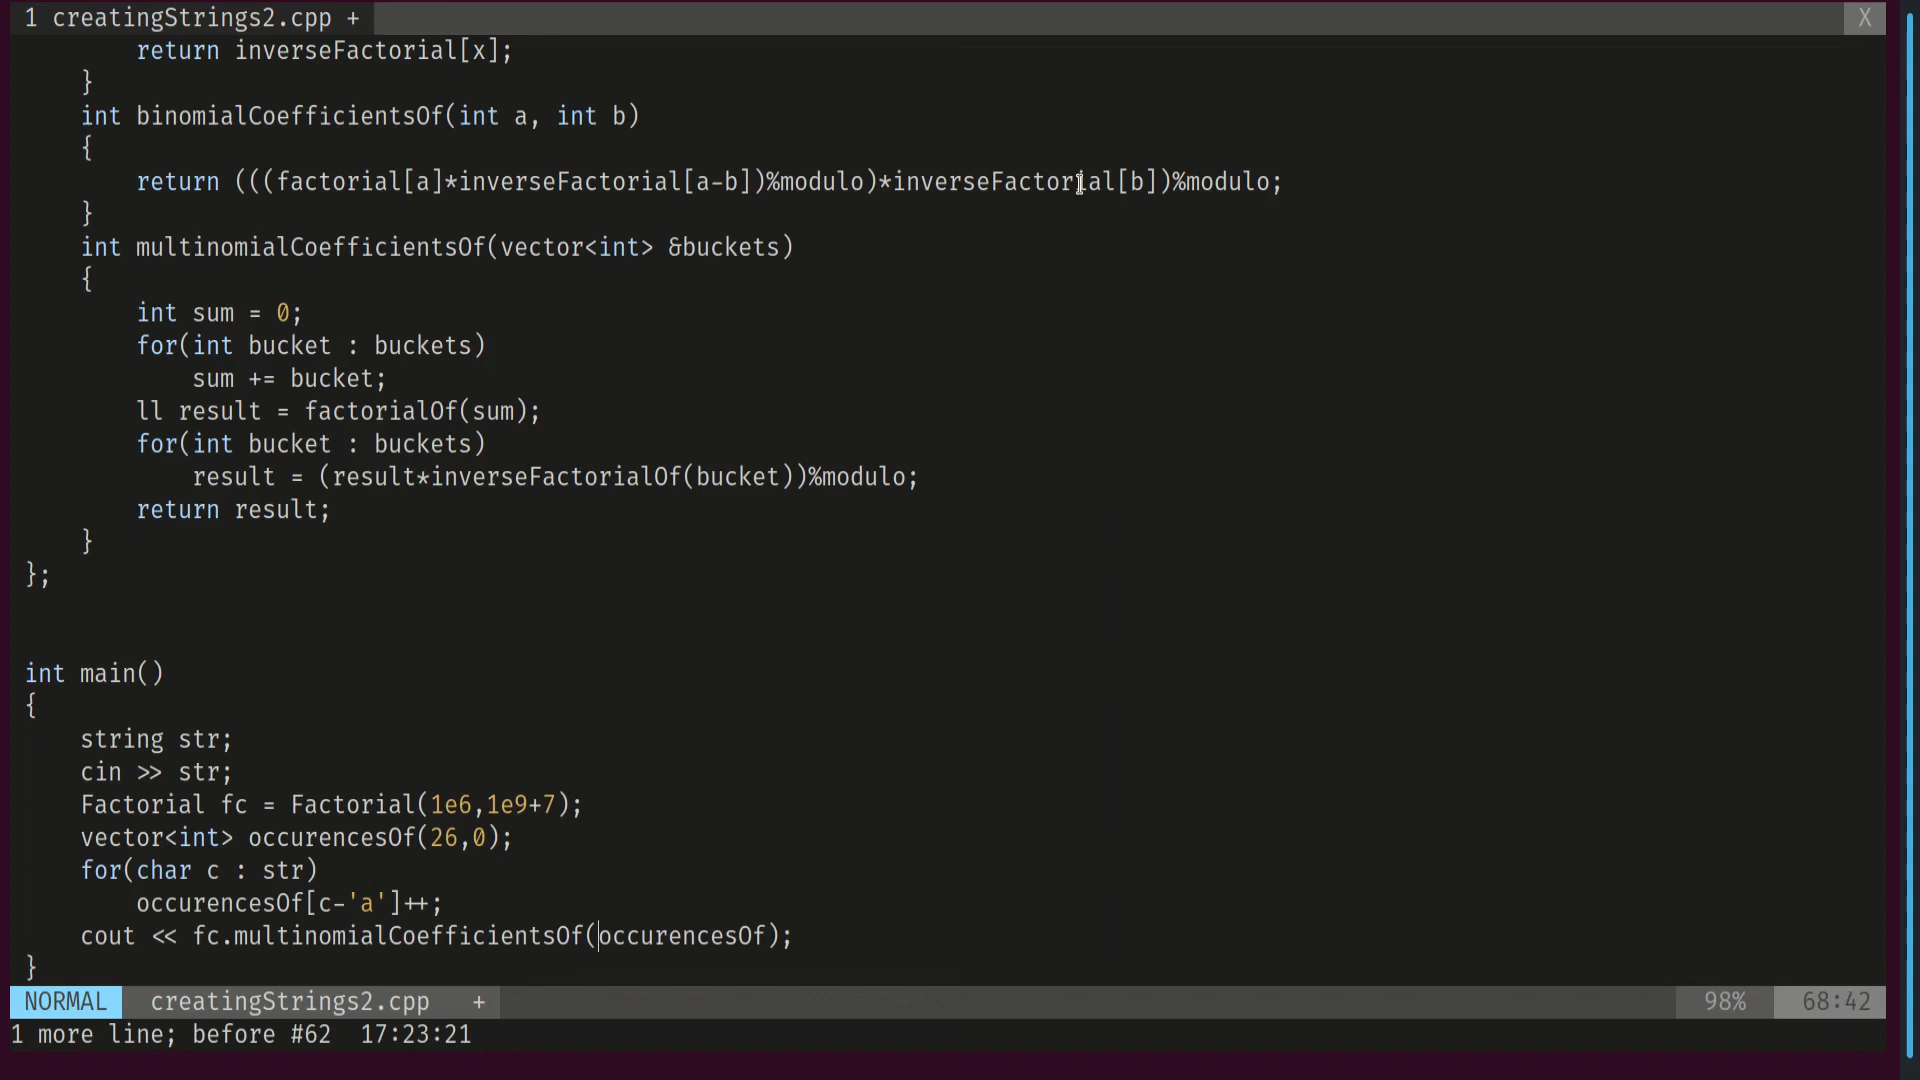 1 creatingStrings2.cpp + X
        return inverseFactorial[x];
    }
    int binomialCoefficientsOf(int a, int b)
    {
        return (((factorial[a]*inverseFactorial[a-b])%modulo)*inverseFactorial[b])%modulo;
    }
    int multinomialCoefficientsOf(vector<int> &buckets)
    {
        int sum = 0;
        for(int bucket : buckets)
            sum += bucket;
        ll result = factorialOf(sum);
        for(int bucket : buckets)
            result = (result*inverseFactorialOf(bucket))%modulo;
        return result;
    }
};
int main()
{
    string str;
    cin >> str;
    Factorial fc = Factorial(1e6,1e9+7);
    vector<int> occurencesOf(26,0);
    for(char c : str)
        occurencesOf[c-'a']++;
    cout << fc.multinomialCoefficientsOf(occurencesOf);
}
NORMAL creatingStrings2.cpp + 98% 68:42
1 more line; before #62 17:23:21